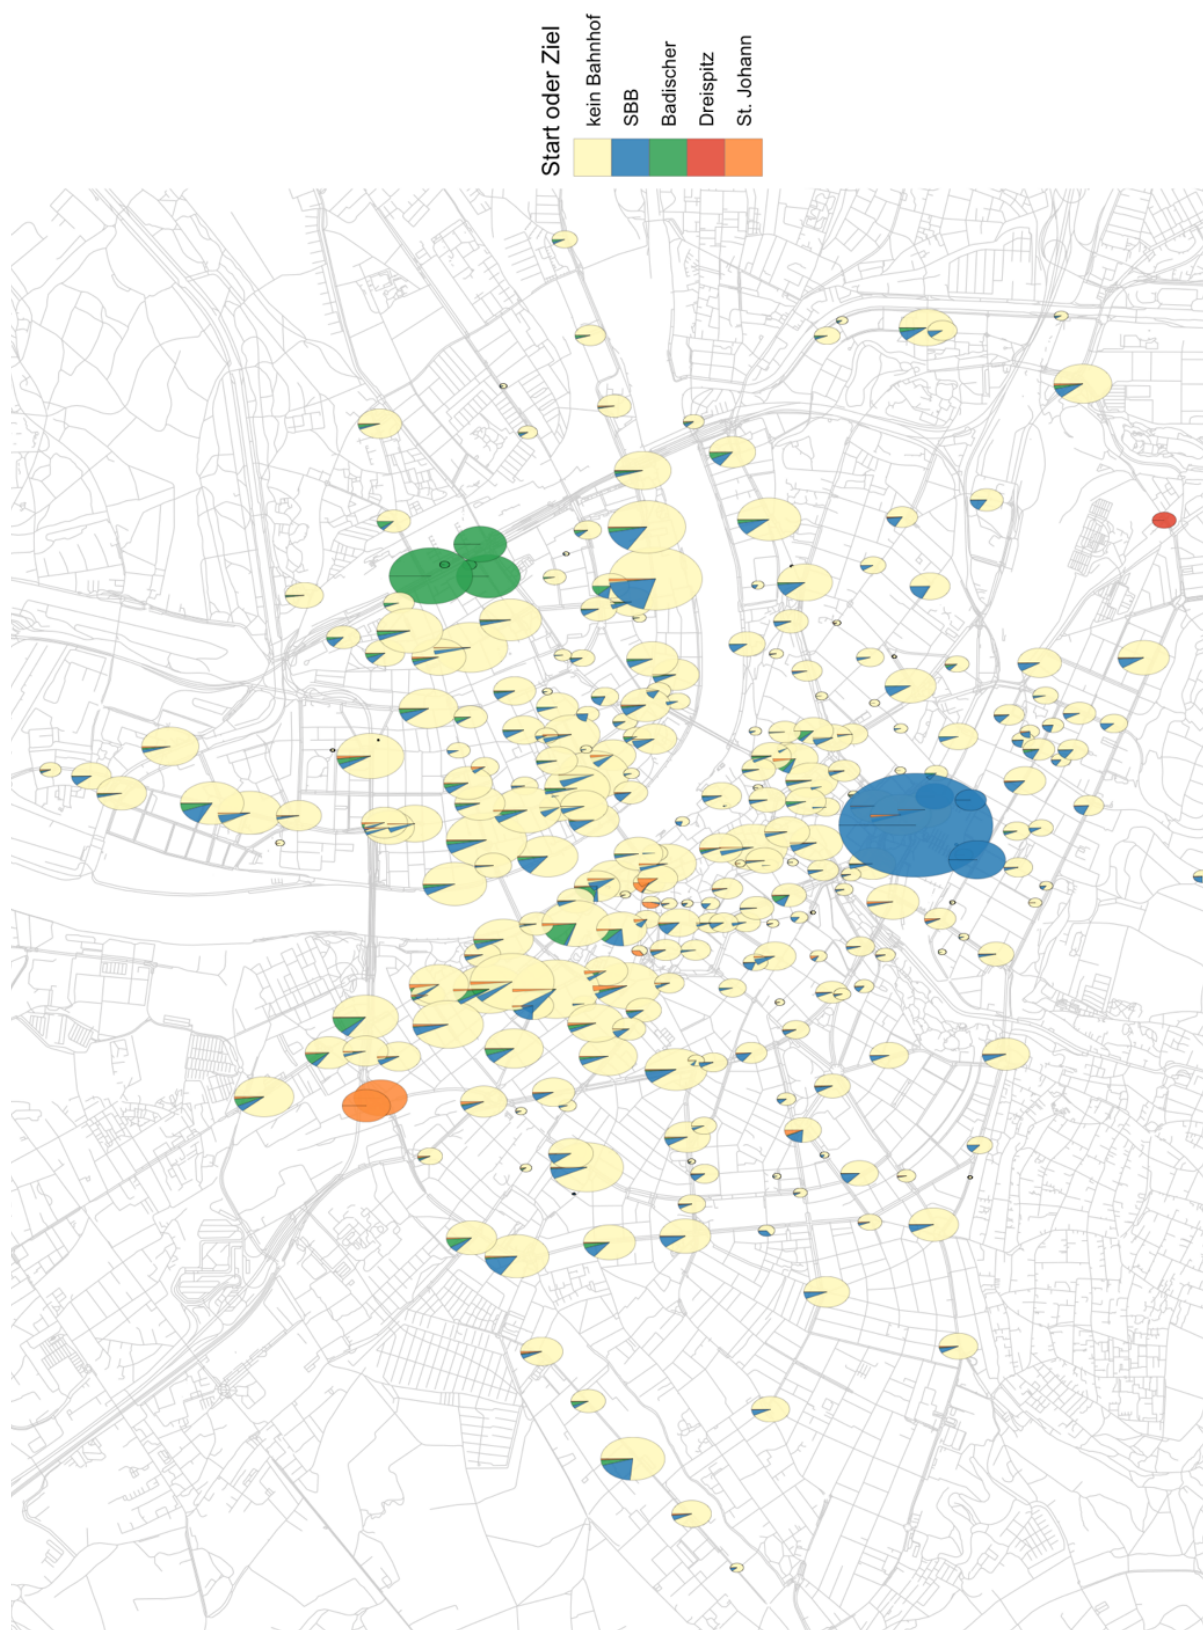 Start oder Ziel
kein Bahnhof
SBB
Badischer
Dreispitz
St. Johann